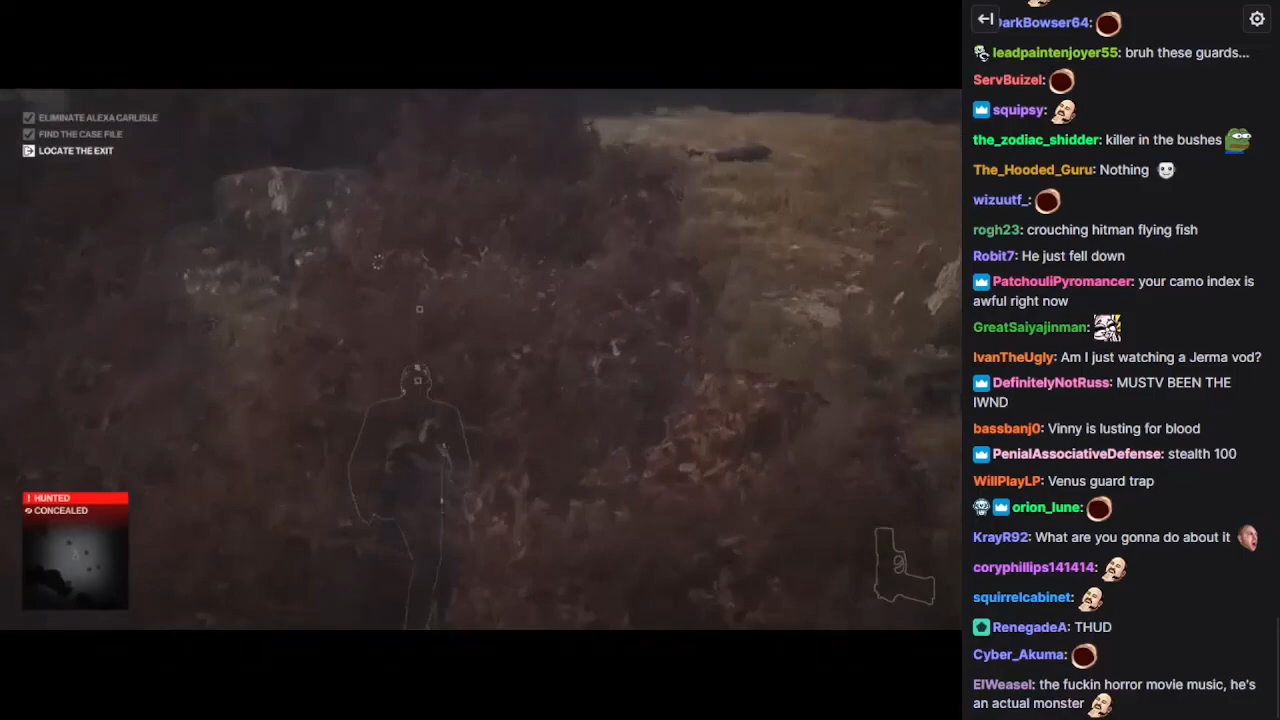 ELIMINATE ALEXA CARLISLE
FIND THE CASE FILE
LOCATE THE EXIT
! HUNTED
CONCEALED
DarkBowser64:
leadpaintenjoyer55: bruh these guards...
ServBuizel:
squipsy:
the_zodiac_shidder: killer in the bushes
The_Hooded_Guru: Nothing
wizuutf_:
rogh23: crouching hitman flying fish
Robit7: He just fell down
PatchouliPyromancer: your camo index is
awful right now
GreatSaiyajinman:
IvanTheUgly: Am I just watching a Jerma vod?
DefinitelyNotRuss: MUSTV BEEN THE
IWND
bassbanj0: Vinny is lusting for blood
PenialAssociativeDefense: stealth 100
WillPlayLP: Venus guard trap
orion_lune:
KrayR92: What are you gonna do about it
coryphillips141414:
squirrelcabinet:
RenegadeA: THUD
Cyber_Akuma:
ElWeasel: the fuckin horror movie music, he's
an actual monster